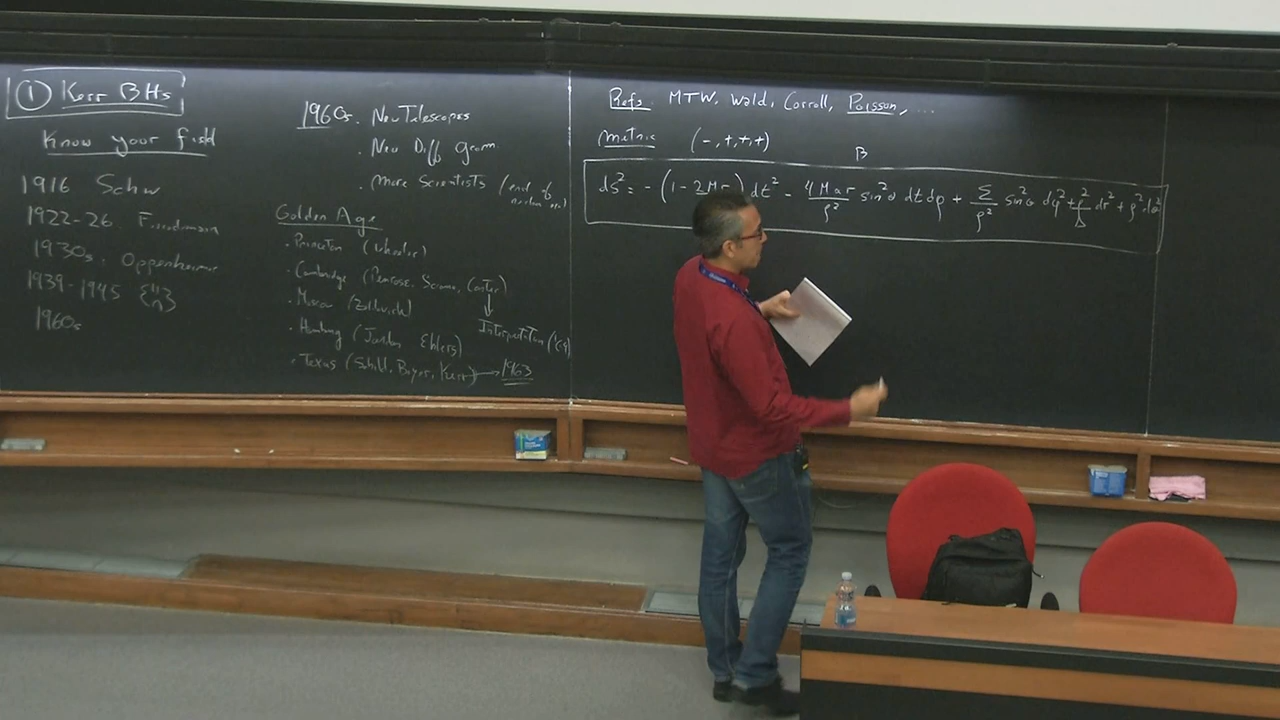 ① Kerr BHs
Know your field
1916 Schw
1922-26. Friedmann
1930s. Oppenheimer
1939-1945
1960s
1960s. New Telescopes
. New Diff geom
. More Scientists (end of
Golden Age
. Princeton (Wheeler)
. Cambridge (Penrose, Sciama, Carter)
. Moscow (Zeldovich)
Interpretation
. Hamburg (Jordan Ehlers)
. Texas (Schild, Boyer, Kerr) → 1963
Refs. MTW, Wald, Carroll, Poisson, ...
Metric (-,+,+,+)
B
ds² = - (1 - 2Mr) dt² - 4Mar/ρ² sin²θ dt dφ + Σ/ρ² sin²θ dφ² + ρ²/Δ dr² + ρ² dθ²